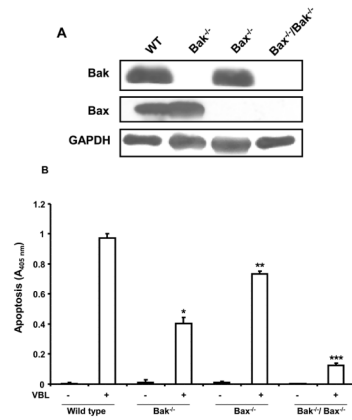 A
WT Bak-/- Bax-/- Bax-/-/Bak-/-
Bak
Bax
GAPDH
B
Apoptosis (A405 nm)
1.2
1
0.8
0.6
0.4
0.2
0
*
**
***
VBL - + - + - + - +
Wild type Bak-/- Bax-/- Bak-/-/ Bax-/-